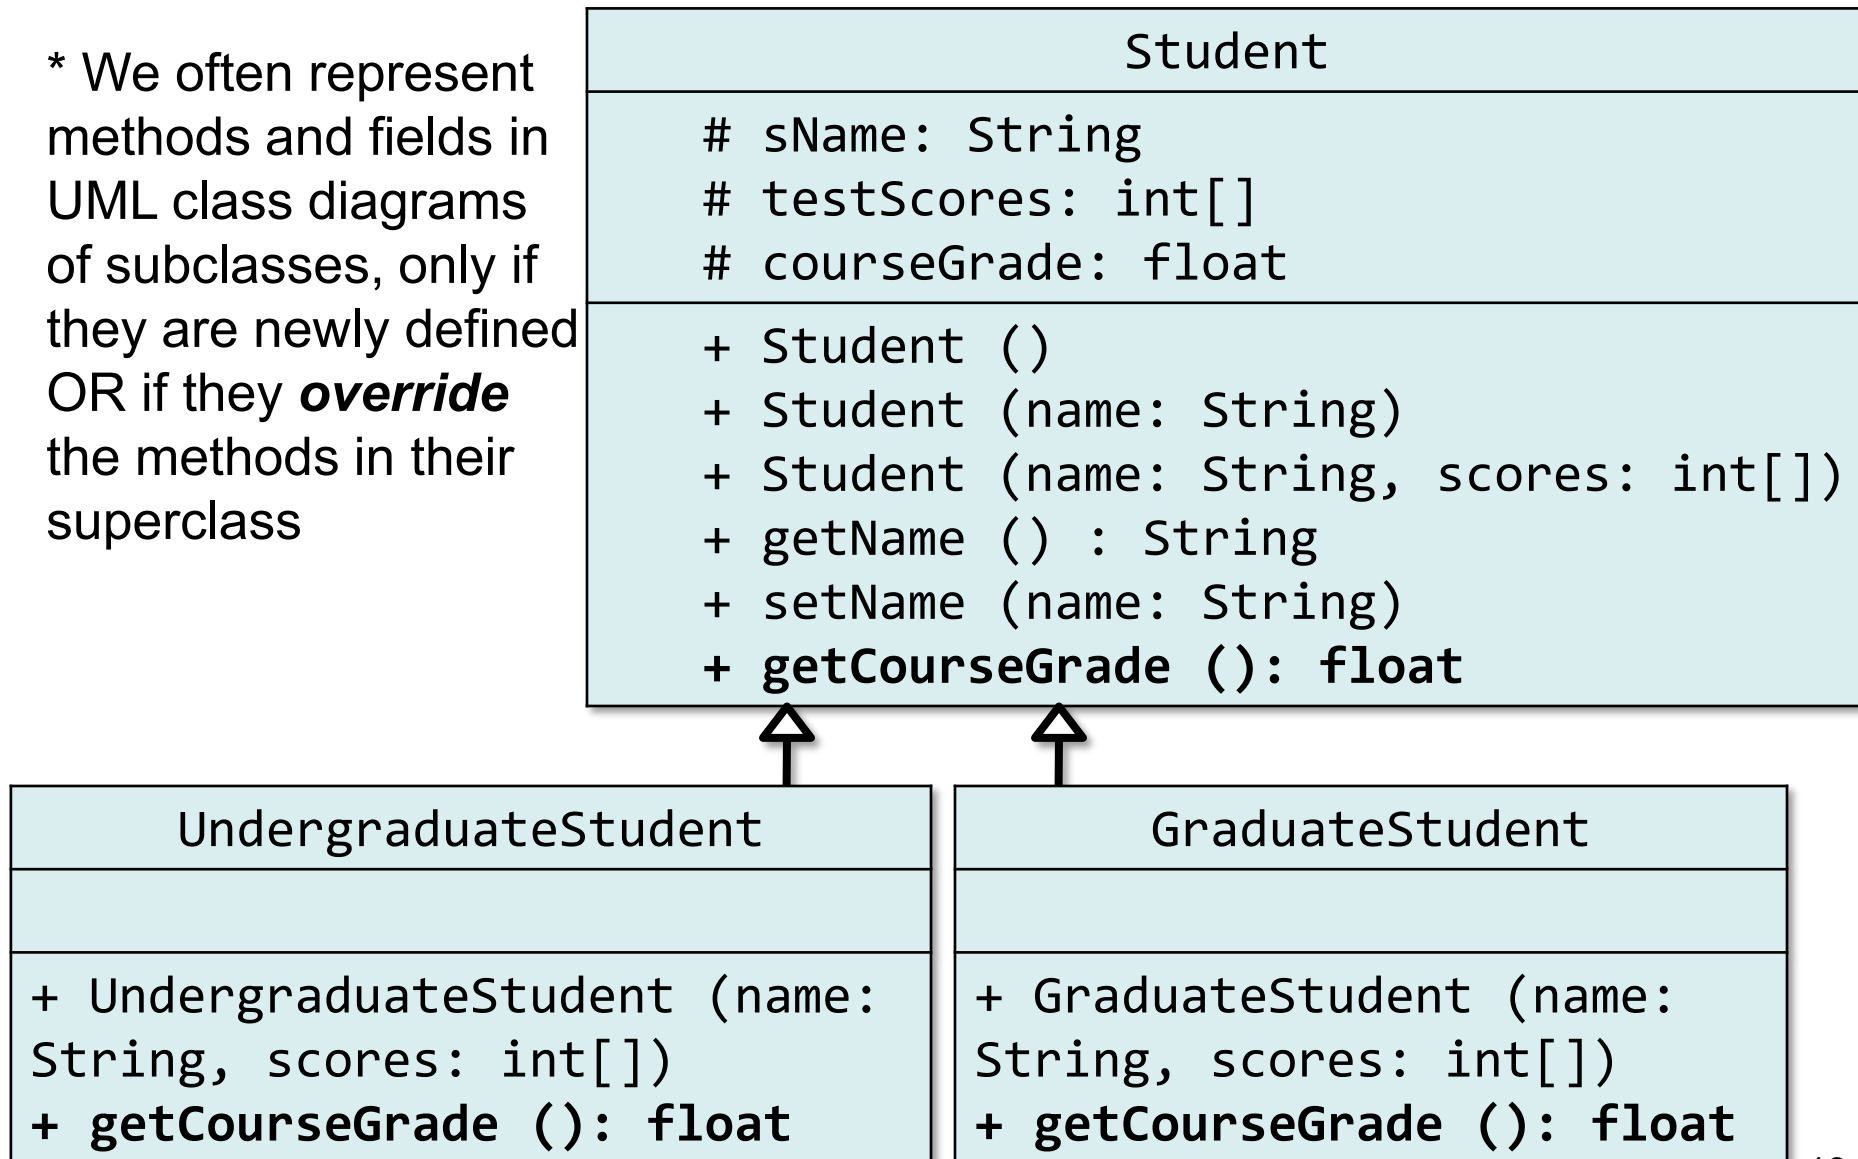 * We often represent
methods and fields in
UML class diagrams
of subclasses, only if
they are newly defined
OR if they override
the methods in their
superclass
Student
# sName: String
# testScores: int[]
# courseGrade: float
+ Student ()
+ Student (name: String)
+ Student (name: String, scores: int[])
+ getName () : String
+ setName (name: String)
+ getCourseGrade (): float
UndergraduateStudent
+ UndergraduateStudent (name:
String, scores: int[])
+ getCourseGrade (): float
GraduateStudent
+ GraduateStudent (name:
String, scores: int[])
+ getCourseGrade (): float